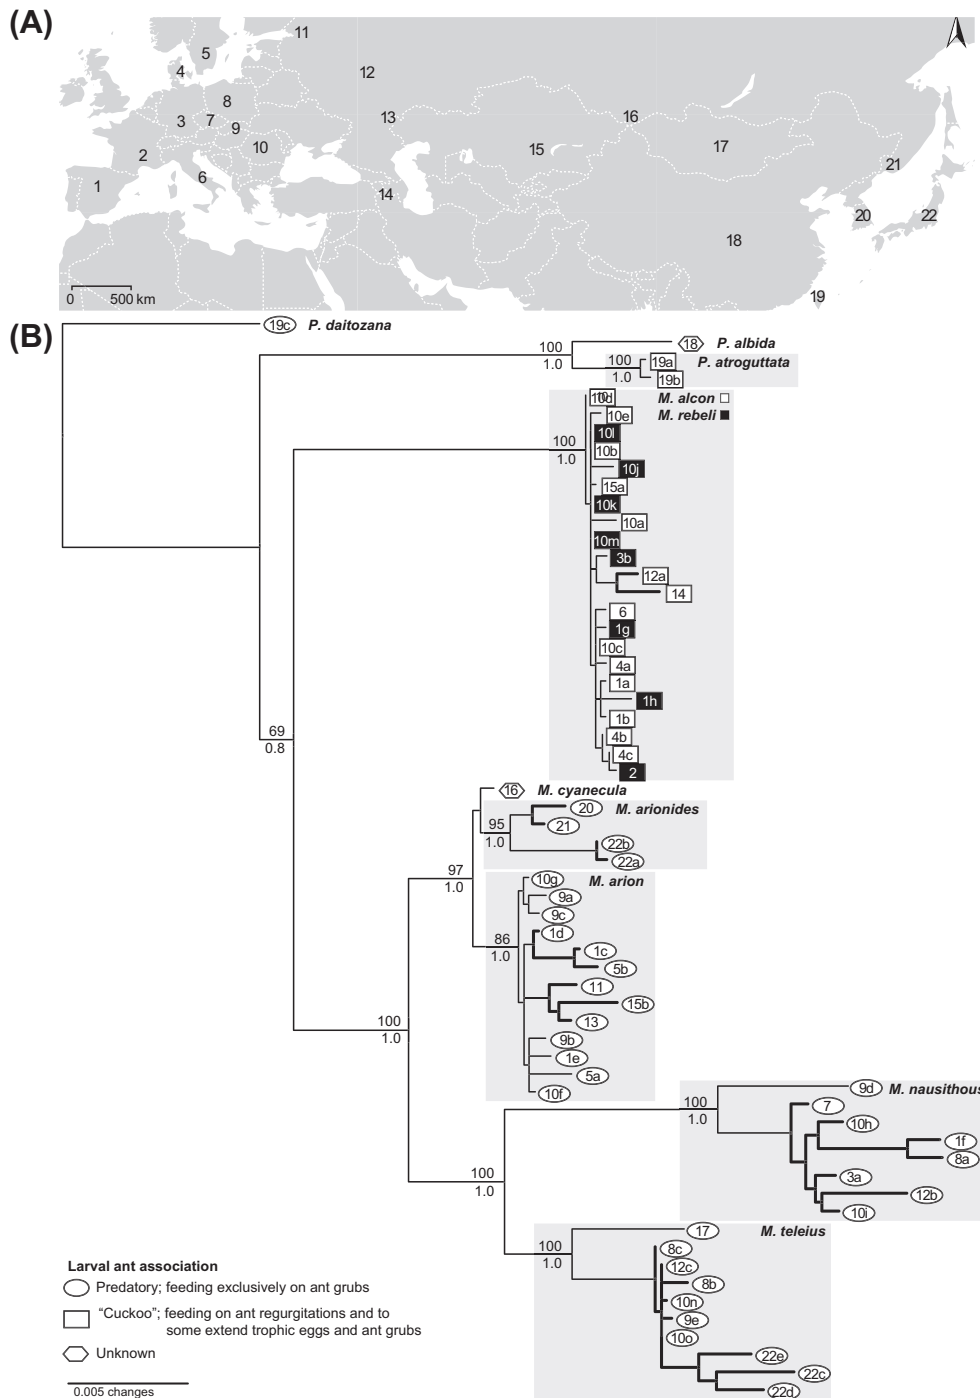 (A)
11
5
4
12
8
3
7
13
16
9
10
2
15
17
21
6
1
14
20
22
18
0
500 km
19
(B)
19c
P. daitozana
100
1.0
18
P. albida
100
1.0
19a
P. atroguttata
19b
10d
M. alcon
10e
M. rebeli
10l
100
1.0
10b
10j
15a
10k
10a
10m
3b
12a
14
6
1g
10c
4a
1a
1h
1b
4b
4c
2
69
0.8
16
M. cyanecula
20
M. arionides
95
1.0
21
22b
22a
97
1.0
10g
M. arion
9a
9c
1d
86
1.0
1c
5b
11
15b
13
100
1.0
9b
1e
5a
10f
9d
M. nausithous
100
1.0
7
10h
1f
8a
3a
12b
10i
100
1.0
17
M. teleius
100
1.0
8c
12c
8b
10n
9e
10o
22e
22c
22d
Larval ant association
Predatory; feeding exclusively on ant grubs
"Cuckoo"; feeding on ant regurgitations and to
some extend trophic eggs and ant grubs
Unknown
0.005 changes